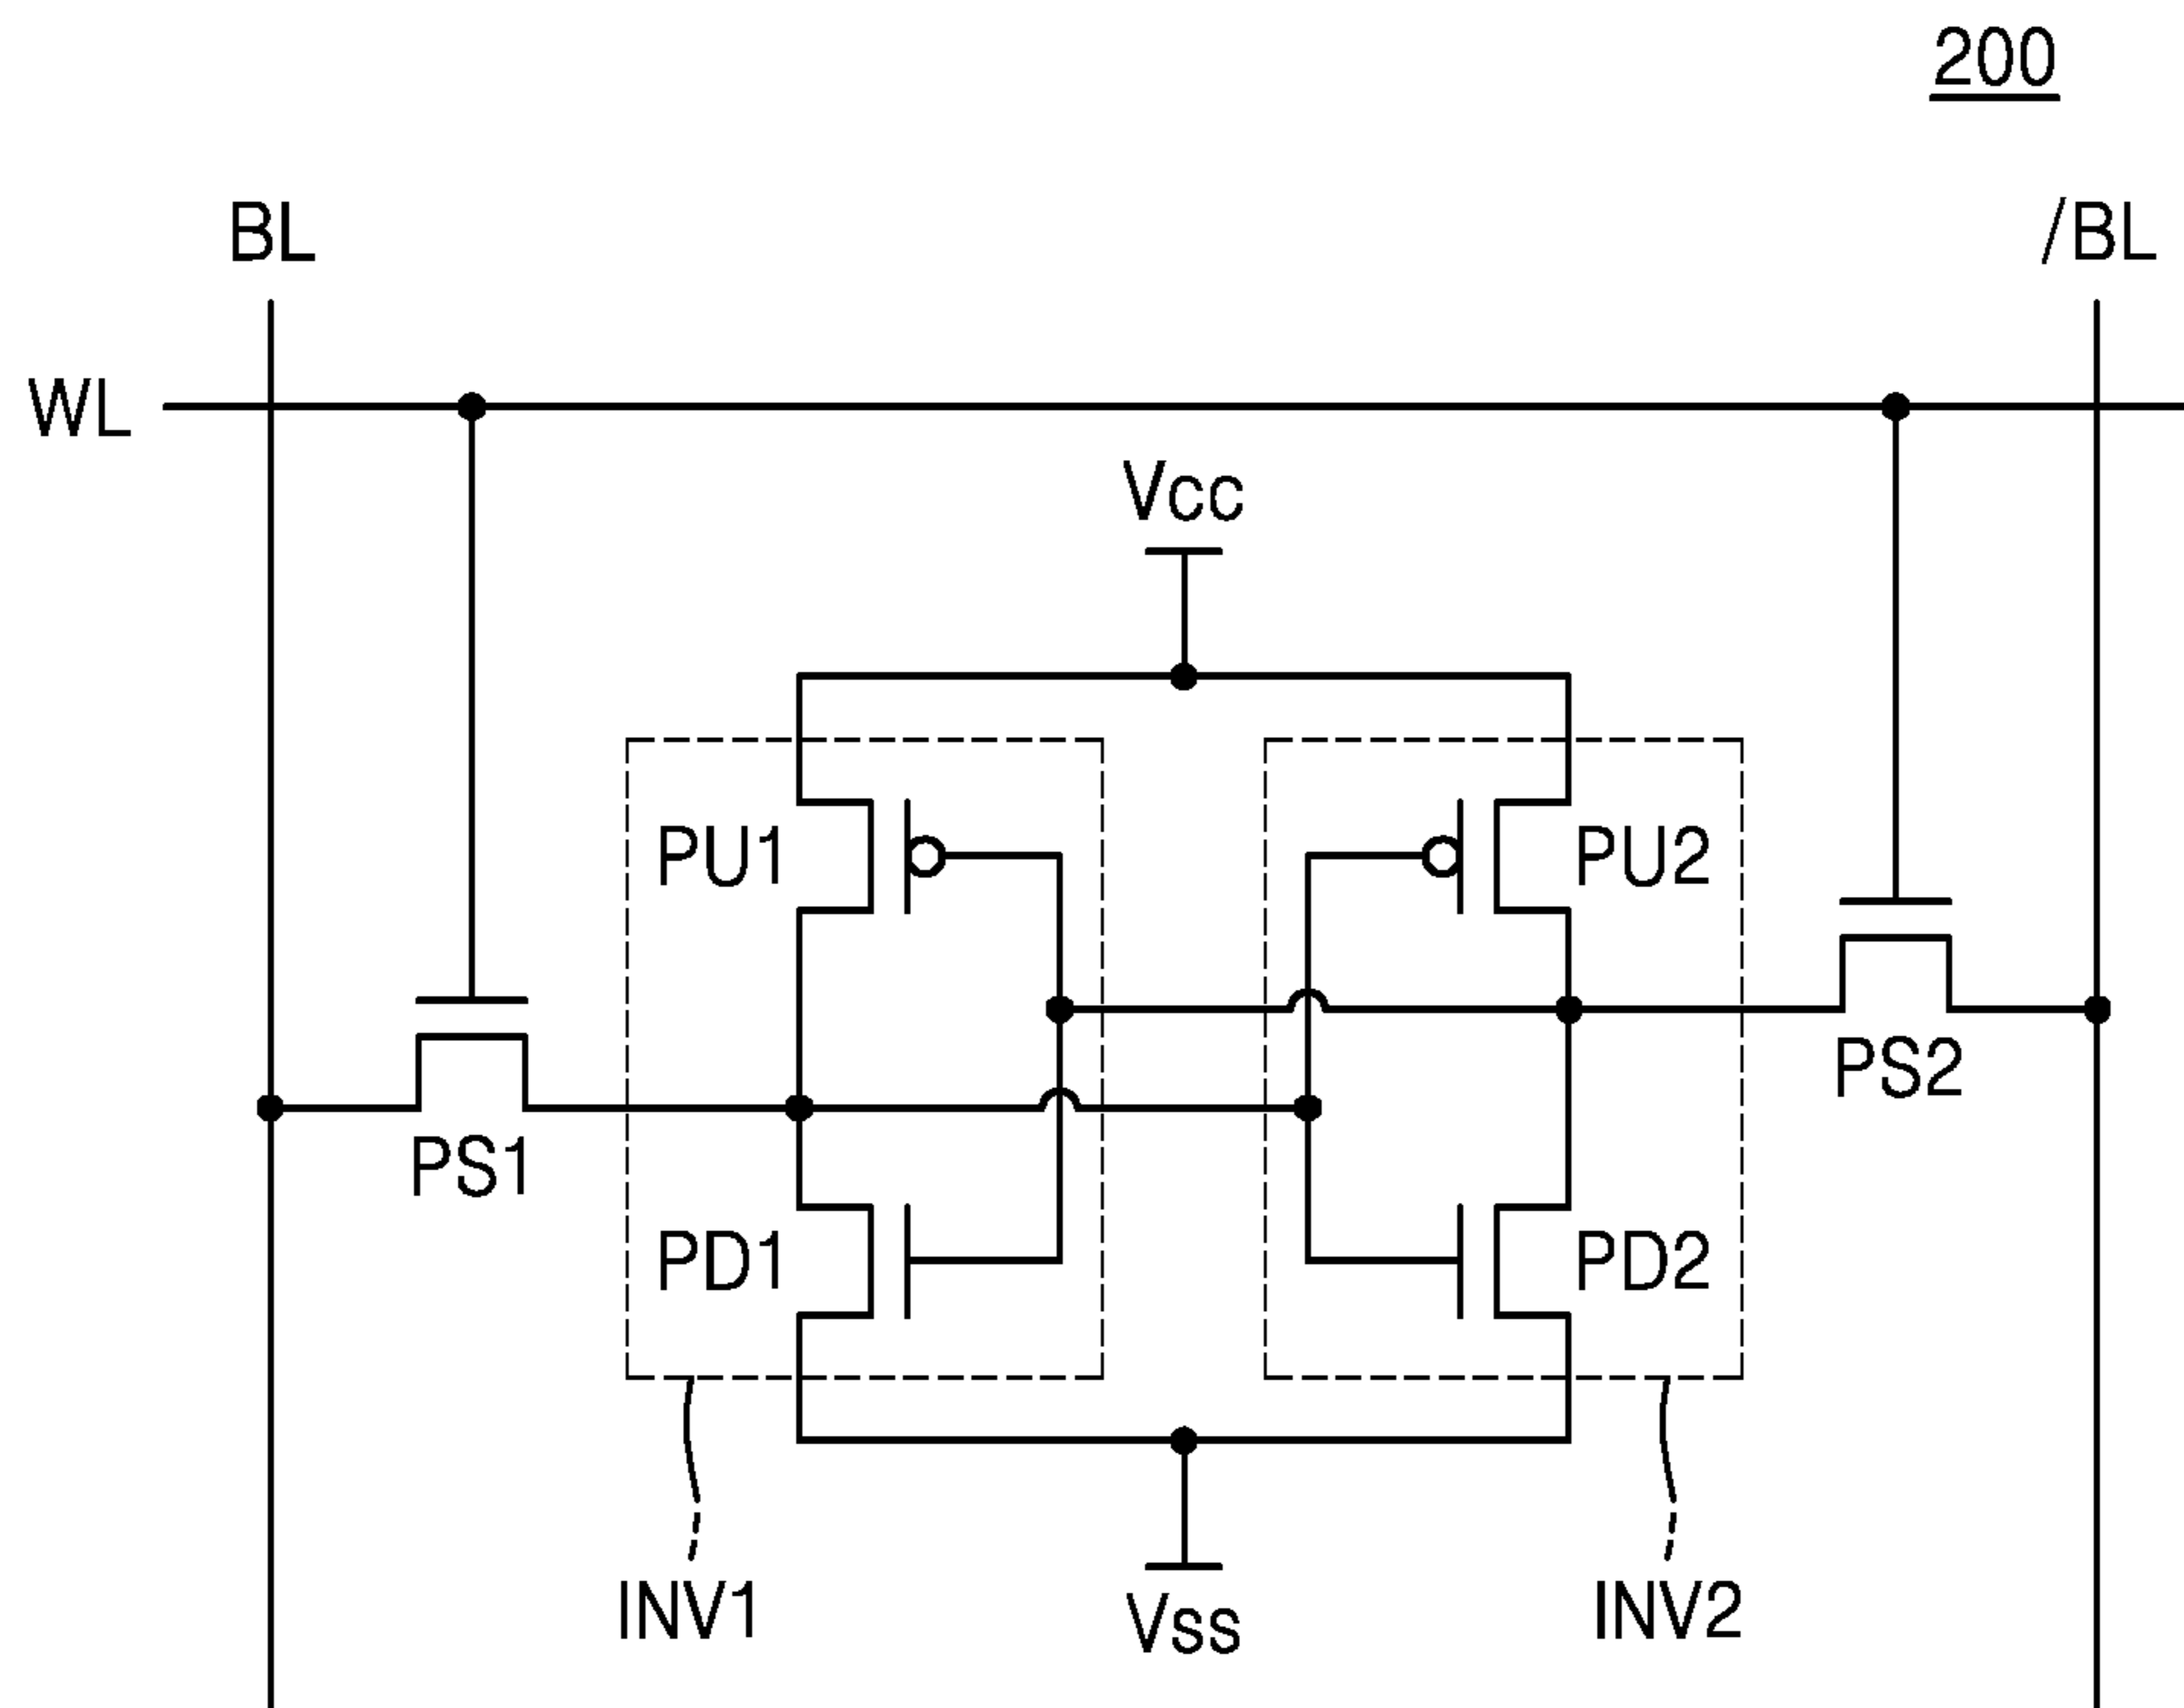 200
BL
/BL
WL
Vcc
PU1
PU2
PS2
PS1
PD1
PD2
INV1
Vss
INV2